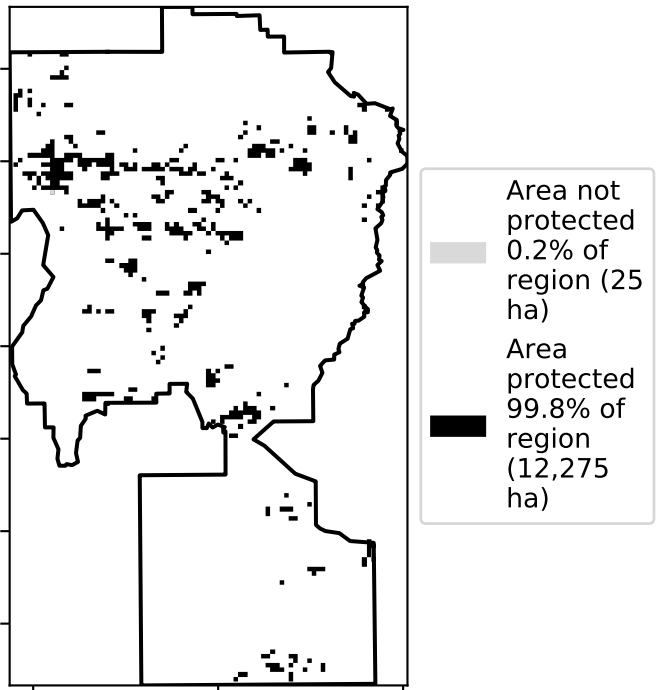 Area not
protected
0.2% of
region (25
ha)
Area
protected
99.8% of
region
(12,275
ha)